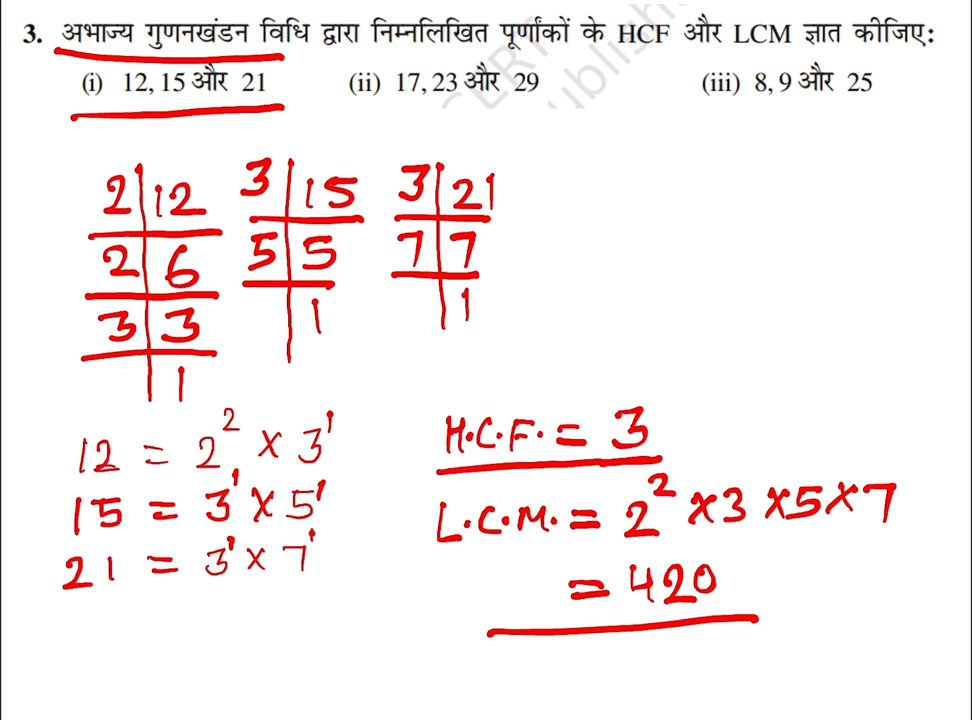 3. अभाज्य गुणनखंडन विधि द्वारा निम्नलिखित पूर्णांकों के HCF और LCM ज्ञात कीजिए:
(i) 12, 15 और 21 (ii) 17, 23 और 29 (iii) 8, 9 और 25
2 | 12 3 | 15 3 | 21
2 | 6 5 | 5 7 | 7
3 | 3 | 1 | 1
| 1
12 = 2² × 3¹
15 = 3¹ × 5¹
21 = 3¹ × 7¹
H.C.F. = 3
L.C.M. = 2² × 3 × 5 × 7
= 420